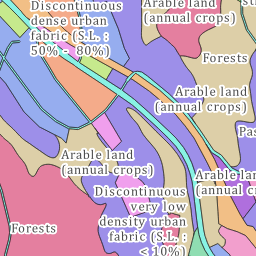 Discontinuous
dense urban
fabric (S.L. :
50% - 80%)
Arable land
(annual crops)
Forests
Arable land
(annual crops)
Arable land
(annual crops)
Arable land
(annual crops)
Discontinuous
very low
density urban
fabric (S.L. :
< 10%)
Forests